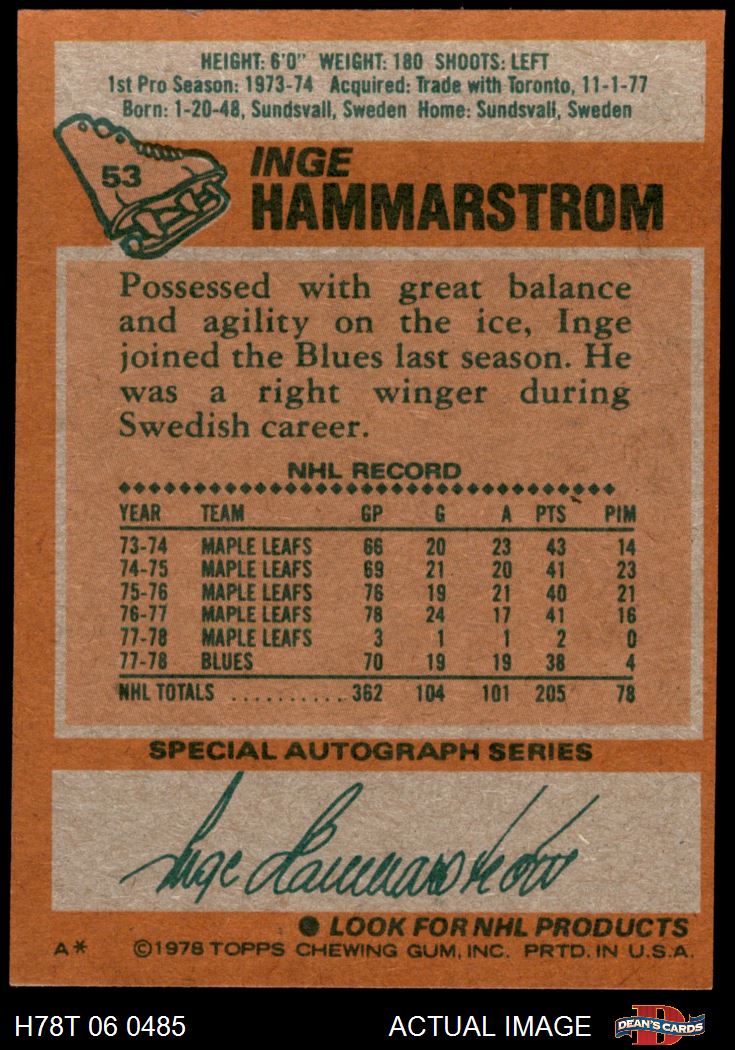 HEIGHT: 6'0" WEIGHT: 180 SHOOTS: LEFT
1st Pro Season: 1973-74 Acquired: Trade with Toronto, 11-1-77
Born: 1-20-48, Sundsvall, Sweden Home: Sundsvall, Sweden
53
INGE
HAMMARSTROM
Possessed with great balance
and agility on the ice, Inge
joined the Blues last season. He
was a right winger during
Swedish career.
NHL RECORD
YEAR TEAM GP G A PTS PIM
73-74 MAPLE LEAFS 66 20 23 43 14
74-75 MAPLE LEAFS 69 21 20 41 23
75-76 MAPLE LEAFS 76 19 21 40 21
76-77 MAPLE LEAFS 78 24 17 41 16
77-78 MAPLE LEAFS 3 1 1 2 0
77-78 BLUES 70 19 19 38 4
NHL TOTALS ..........362 104 101 205 78
SPECIAL AUTOGRAPH SERIES
Inge Hammarström
● LOOK FOR NHL PRODUCTS
A* ©1978 TOPPS CHEWING GUM, INC. PRTD. IN U.S.A.
H78T 06 0485 ACTUAL IMAGE D DEAN'S CARDS